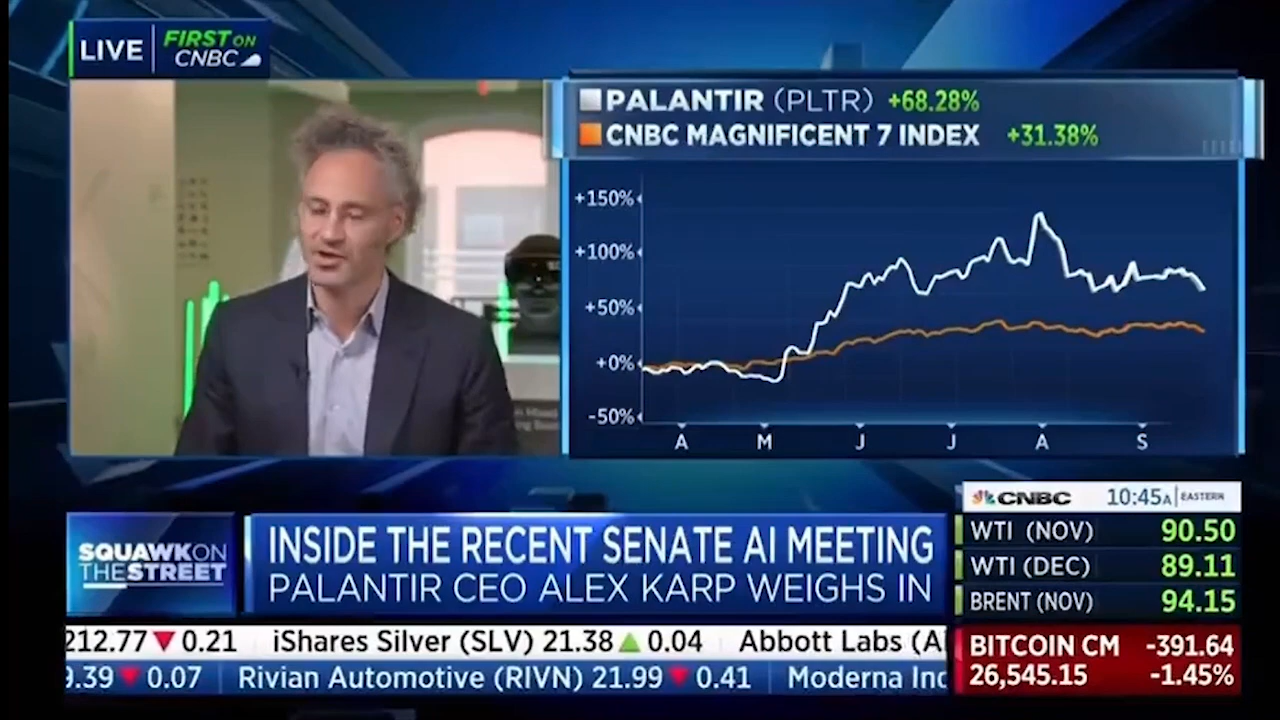 LIVE
FIRST ON
CNBC
PALANTIR (PLTR) +68.28%
CNBC MAGNIFICENT 7 INDEX +31.38%
+150%
+100%
+50%
+0%
-50%
A M J J A S
SQUAWK ON
THE STREET
INSIDE THE RECENT SENATE AI MEETING
PALANTIR CEO ALEX KARP WEIGHS IN
CNBC 10:45A EASTERN
WTI (NOV) 90.50
WTI (DEC) 89.11
BRENT (NOV) 94.15
BITCOIN CM -391.64
26,545.15 -1.45%
212.77 ▼ 0.21 iShares Silver (SLV) 21.38 ▲ 0.04 Abbott Labs (A
9.39 ▼ 0.07 Rivian Automotive (RIVN) 21.99 ▼ 0.41 Moderna Inc